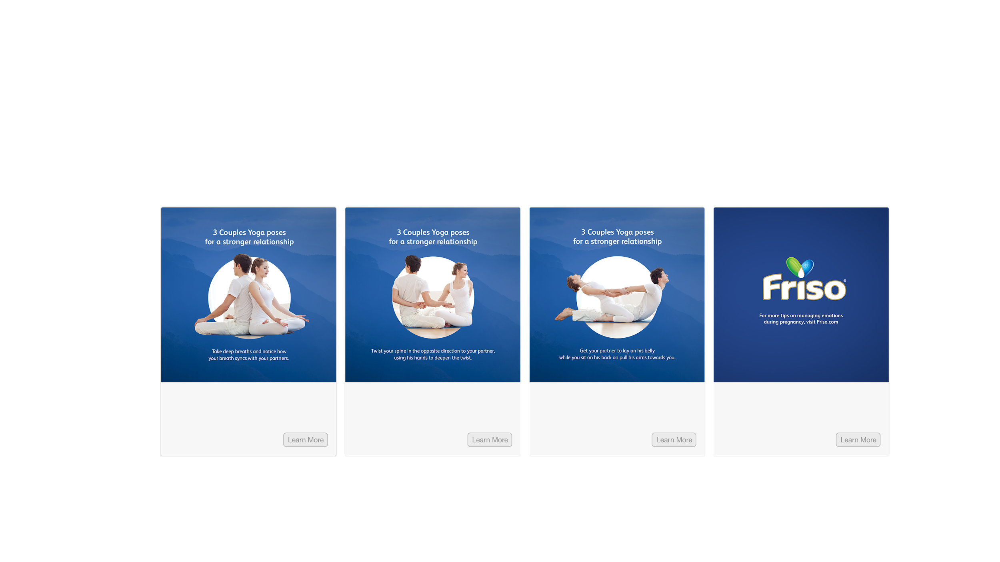 3 Couples Yoga poses
for a stronger relationship
Take deep breaths and notice how
your breath syncs with your partners.
Learn More
3 Couples Yoga poses
for a stronger relationship
Twist your spine in the opposite direction to your partner,
using his hands to deepen the twist.
Learn More
3 Couples Yoga poses
for a stronger relationship
Get your partner to lay on his belly
while you sit on his back on pull his arms towards you.
Learn More
Friso®
For more tips on managing emotions
during pregnancy, visit Friso.com
Learn More